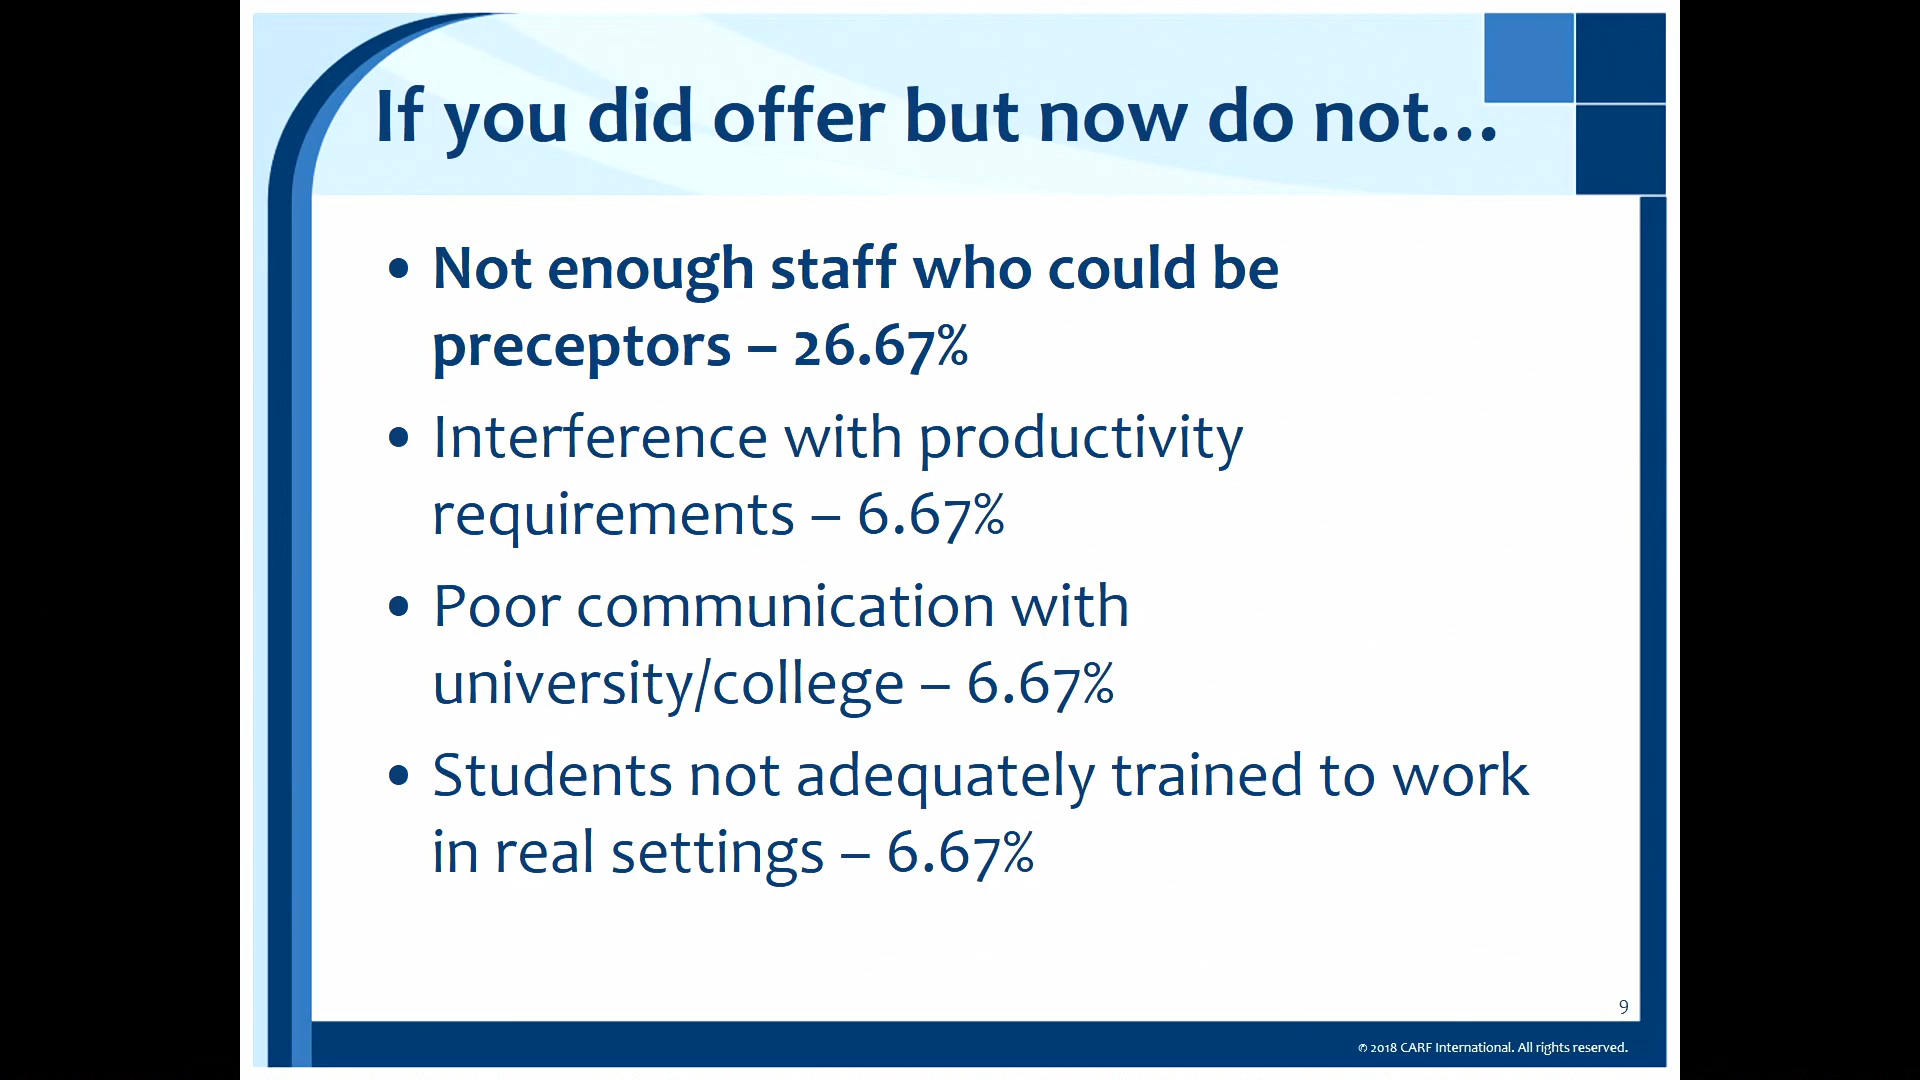 If you did offer but now do not...
• Not enough staff who could be
preceptors – 26.67%
• Interference with productivity
requirements – 6.67%
• Poor communication with
university/college – 6.67%
• Students not adequately trained to work
in real settings – 6.67%
9
© 2018 CARF International. All rights reserved.